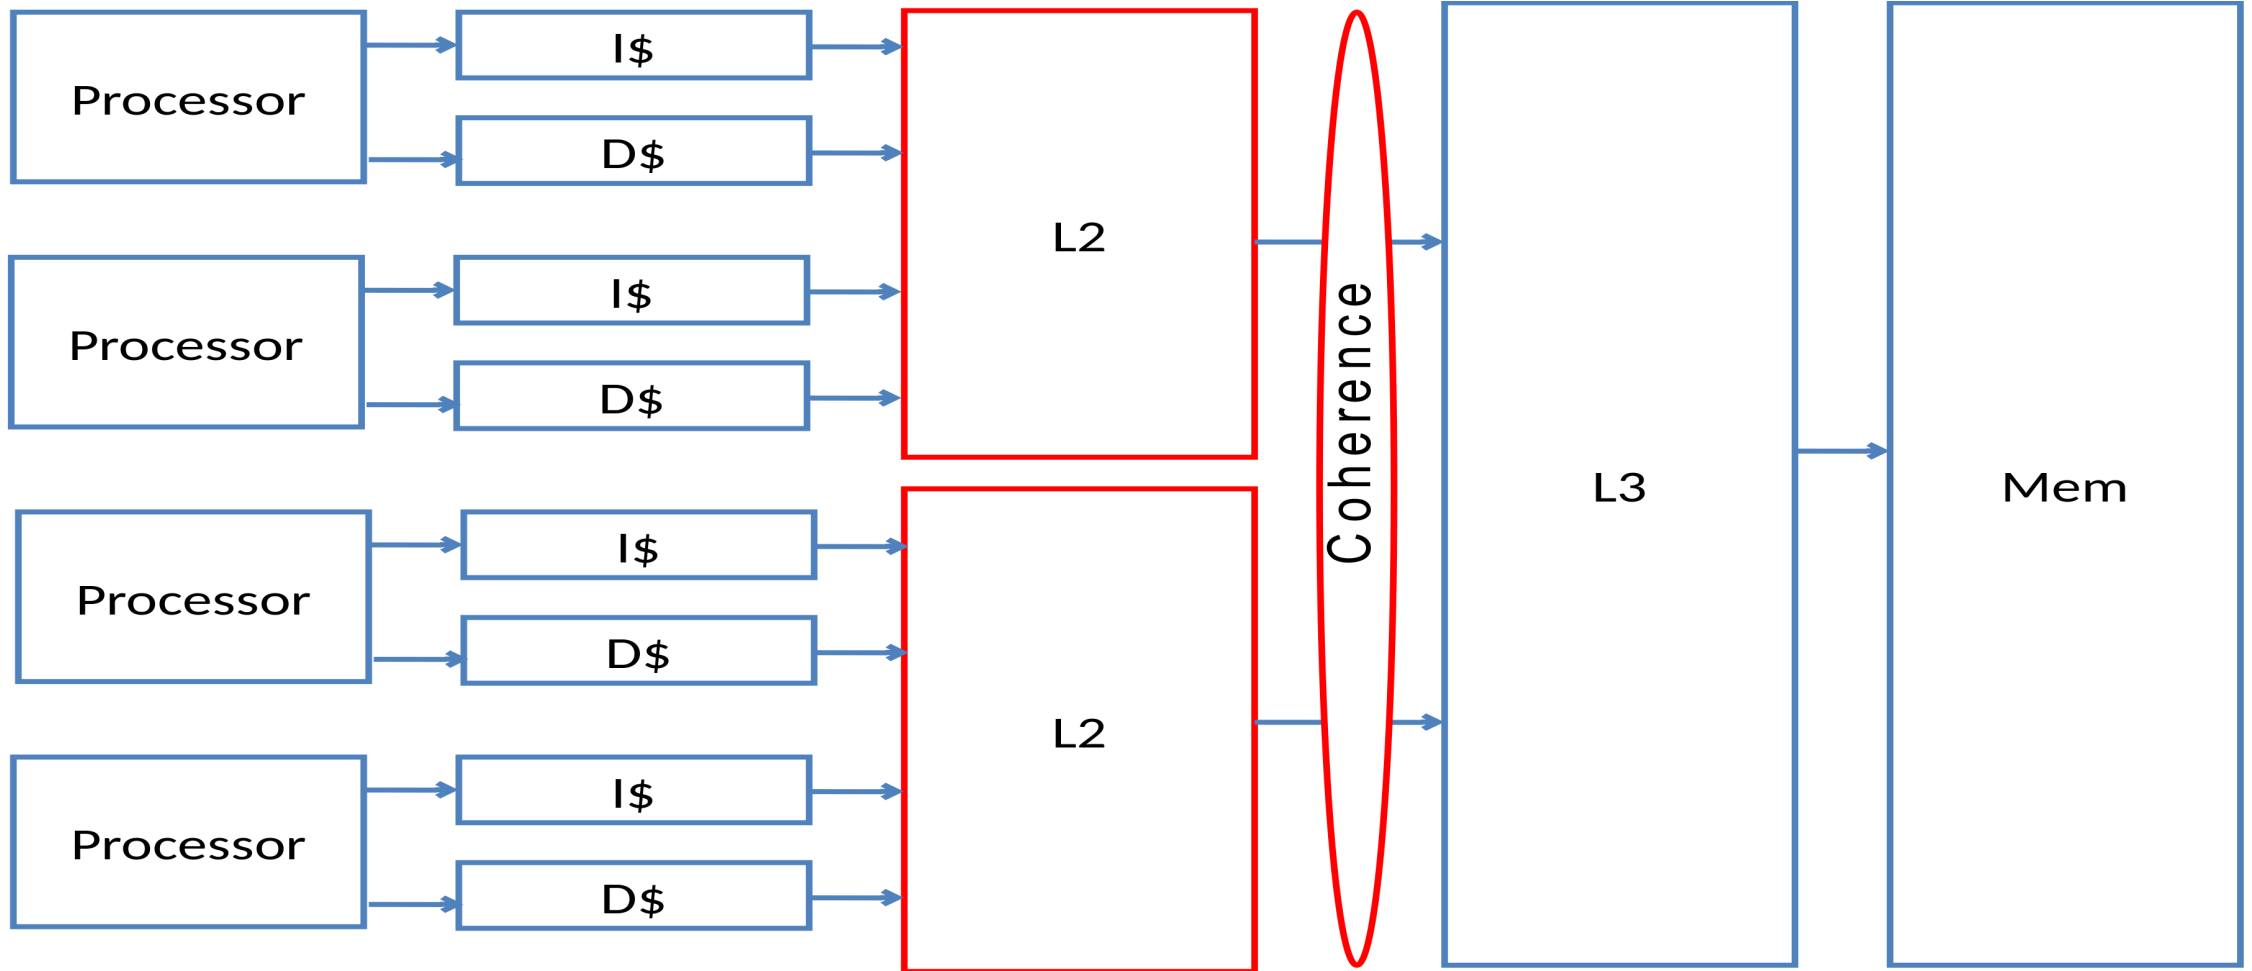 Processor
I$
D$
Processor
I$
D$
L2
Processor
I$
D$
Processor
I$
D$
L2
Coherence
L3
Mem